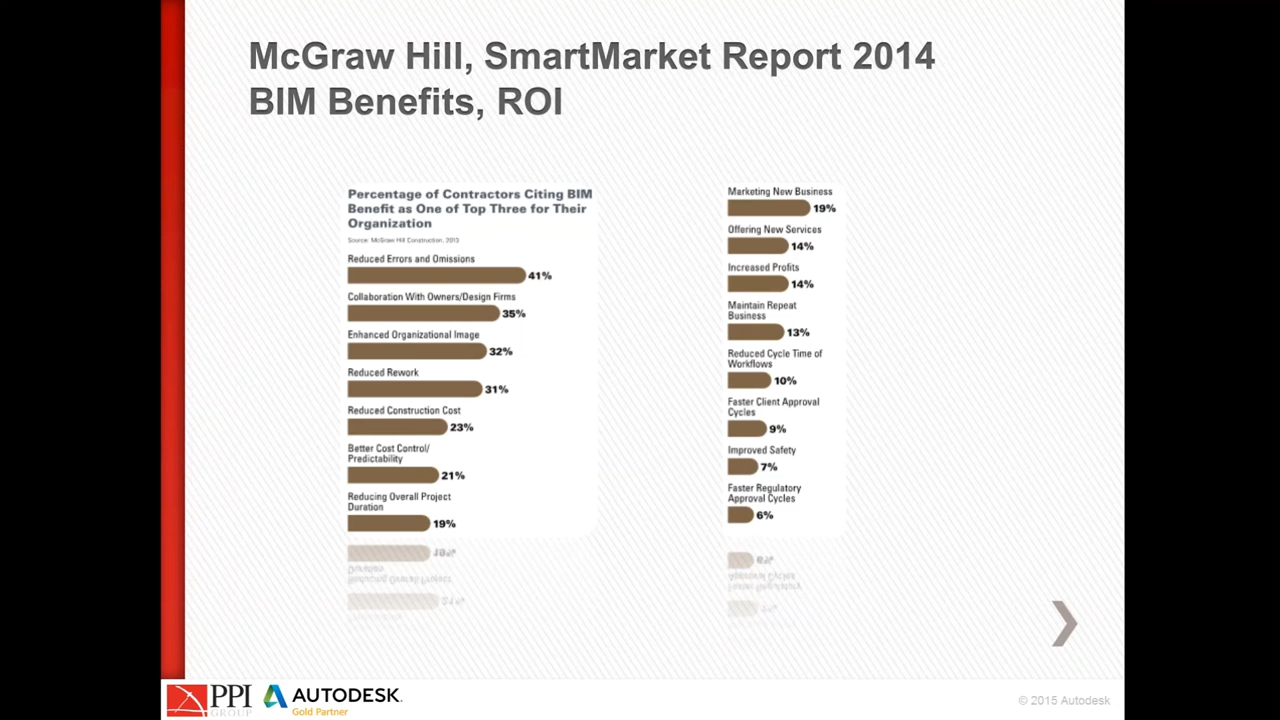 McGraw Hill, SmartMarket Report 2014
BIM Benefits, ROI
Percentage of Contractors Citing BIM
Benefit as One of Top Three for Their
Organization
Source: McGraw Hill Construction, 2013
Reduced Errors and Omissions
41%
Collaboration With Owners/Design Firms
35%
Enhanced Organizational Image
32%
Reduced Rework
31%
Reduced Construction Cost
23%
Better Cost Control/
Predictability
21%
Reducing Overall Project
Duration
19%
Marketing New Business
19%
Offering New Services
14%
Increased Profits
14%
Maintain Repeat
Business
13%
Reduced Cycle Time of
Workflows
10%
Faster Client Approval
Cycles
9%
Improved Safety
7%
Faster Regulatory
Approval Cycles
6%
PPI
GROUP
AUTODESK.
Gold Partner
© 2015 Autodesk